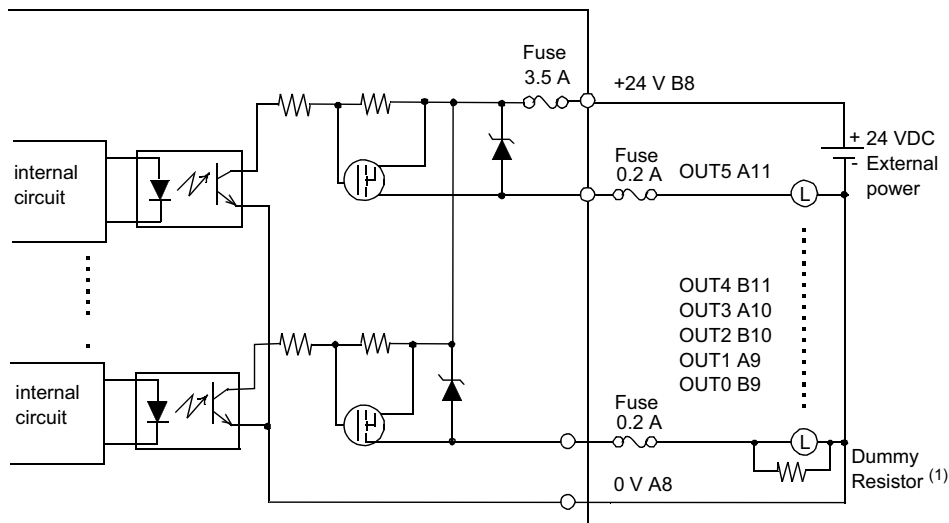 Fuse
3.5 A
+24 V B8
+ 24 VDC
- External
power
Fuse
0.2 A
OUT5 A11
L
internal
circuit
OUT4 B11
OUT3 A10
OUT2 B10
OUT1 A9
OUT0 B9
internal
circuit
Fuse
0.2 A
L
Dummy
Resistor (1)
0 V A8